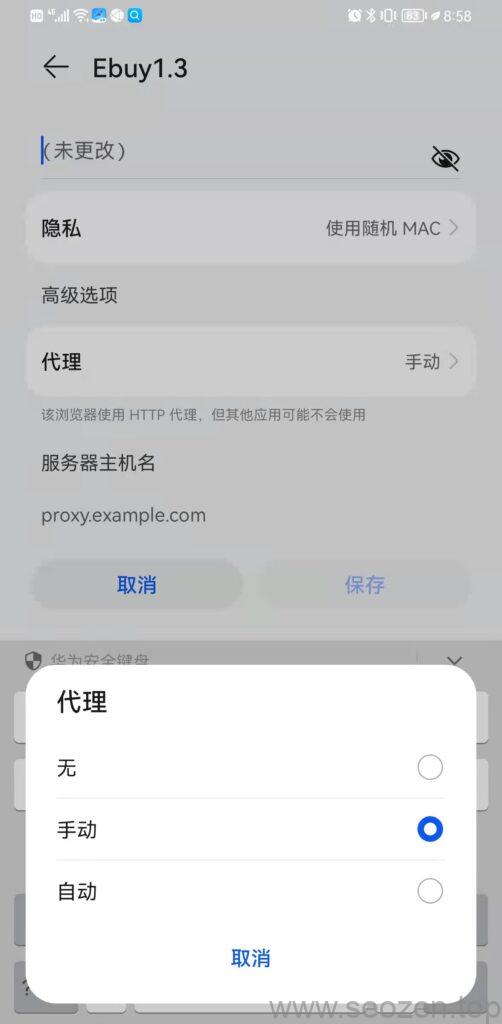 HD 4G 83 8:58
Ebuy1.3
(未更改)
隐私 使用随机 MAC
高级选项
代理 手动
该浏览器使用 HTTP 代理，但其他应用可能不会使用
服务器主机名
proxy.example.com
取消 保存
华为安全键盘
代理
无
手动
自动
取消
?
www.seozen.top